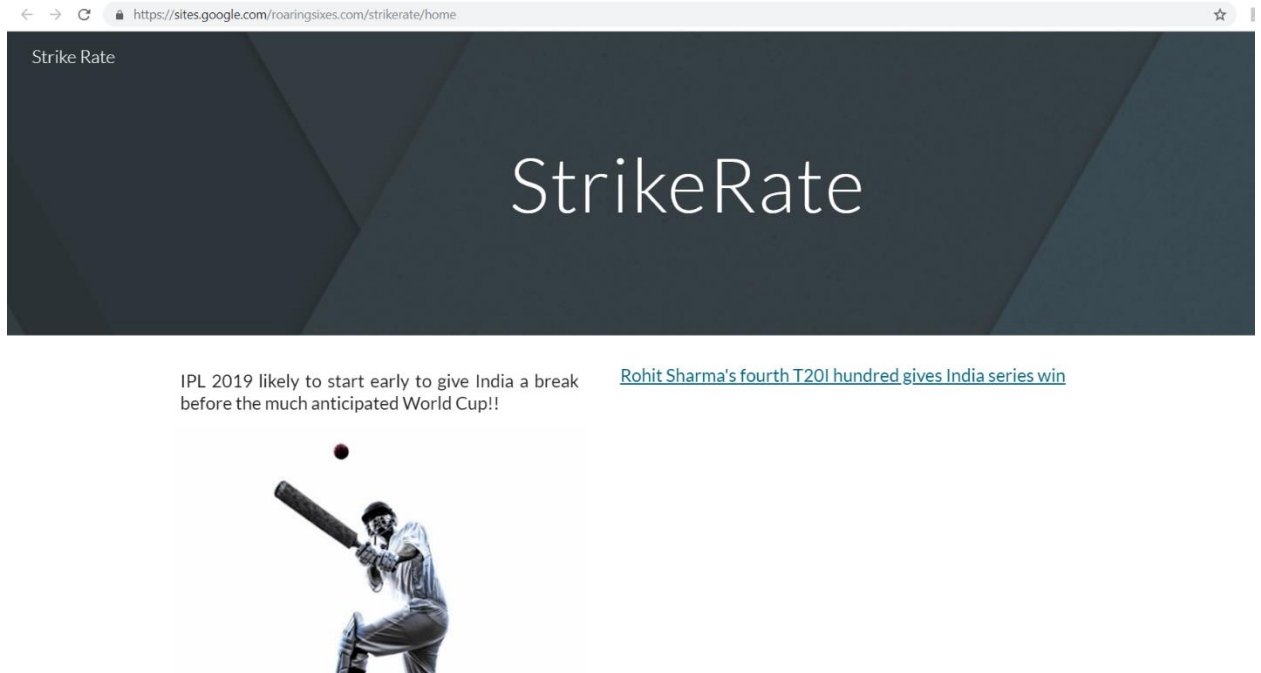 https://sites.google.com/roaringsixes.com/strikerate/home
Strike Rate
StrikeRate
IPL 2019 likely to start early to give India a break
before the much anticipated World Cup!!
Rohit Sharma's fourth T20I hundred gives India series win